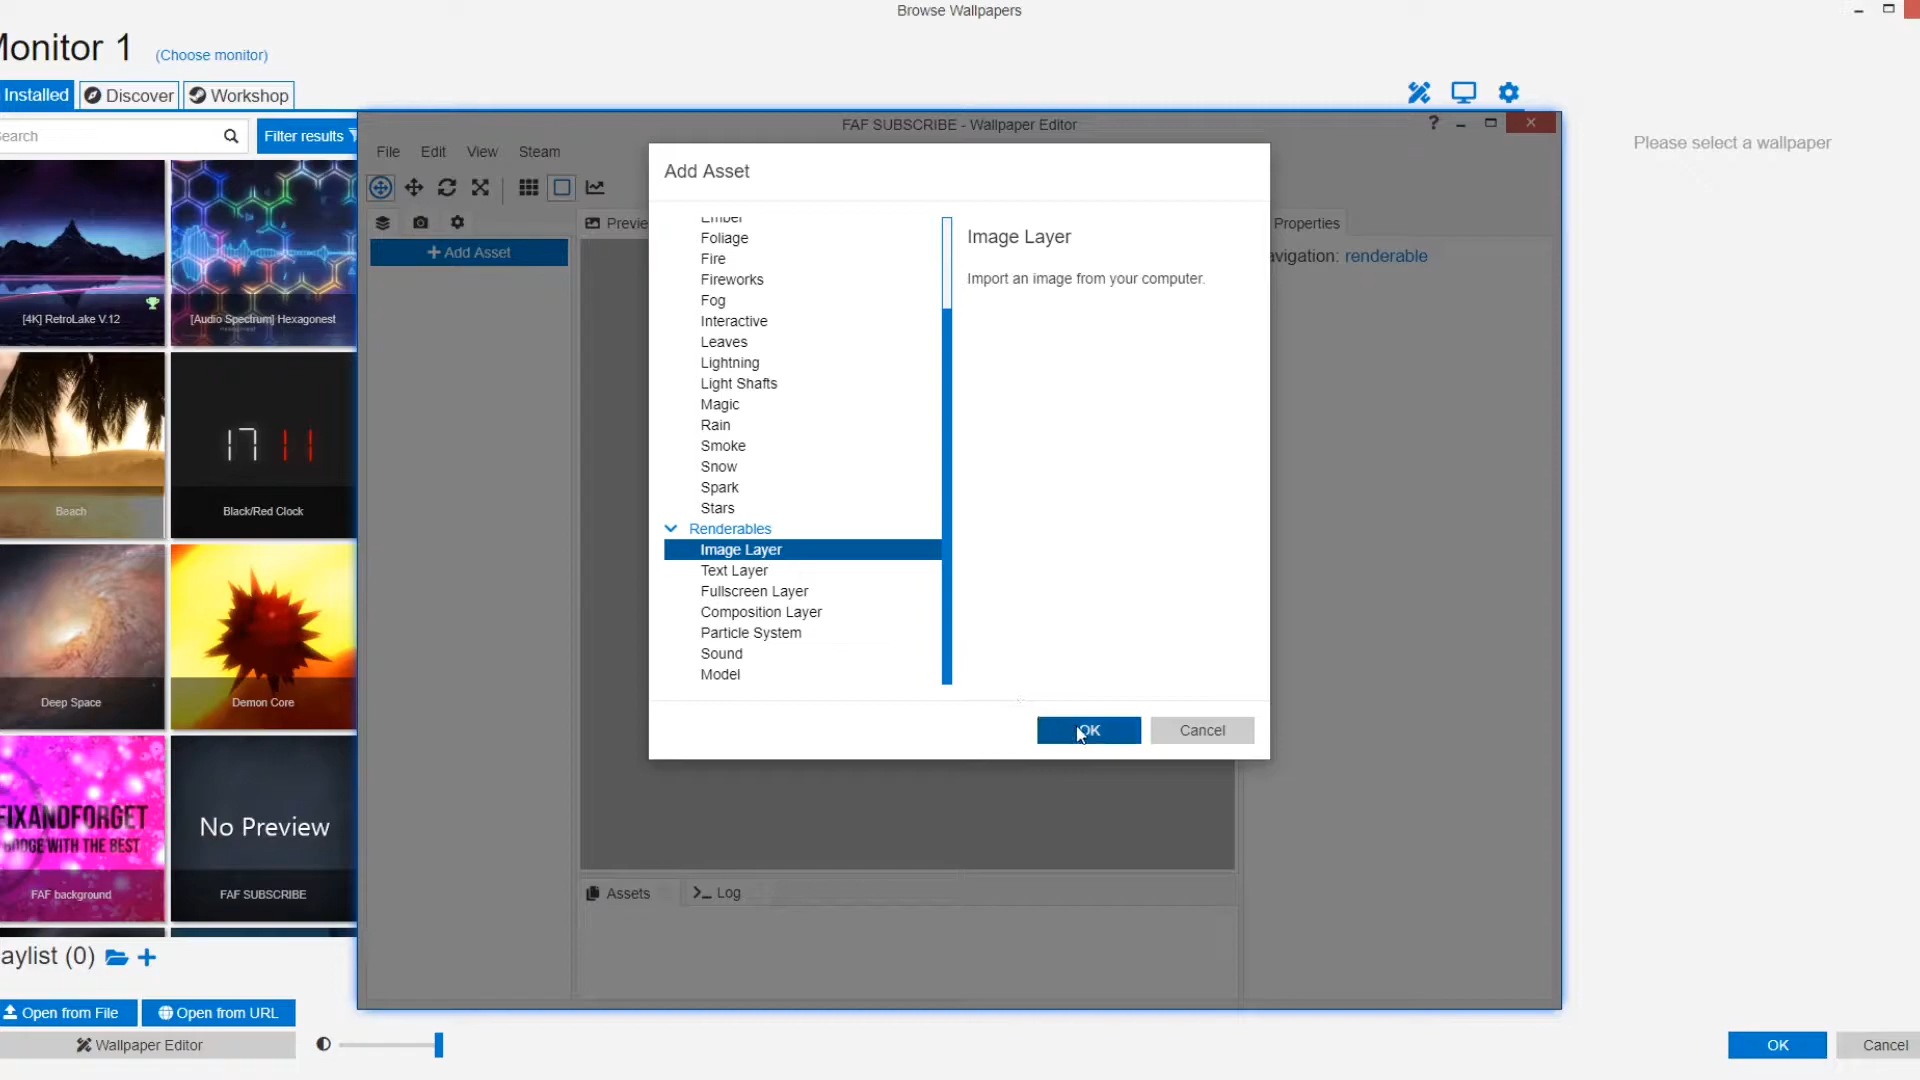 Browse Wallpapers
Monitor 1
(Choose monitor)
Installed
Discover
Workshop
Search
Filter results
[4K] RetroLake V.12
[Audio Spectrum] Hexagonest
Beach
17 11
Black/Red Clock
Deep Space
Demon Core
FIXANDFORGET
FAF background
No Preview
FAF SUBSCRIBE
aylist (0)
Open from File
Open from URL
Wallpaper Editor
FAF SUBSCRIBE - Wallpaper Editor
File
Edit
View
Steam
+ Add Asset
Previe
Add Asset
Ember
Foliage
Fire
Fireworks
Fog
Interactive
Leaves
Lightning
Light Shafts
Magic
Rain
Smoke
Snow
Spark
Stars
Renderables
Image Layer
Text Layer
Fullscreen Layer
Composition Layer
Particle System
Sound
Model
Image Layer
Import an image from your computer.
OK
Cancel
Assets
Log
Properties
avigation: renderable
Please select a wallpaper
OK
Cancel